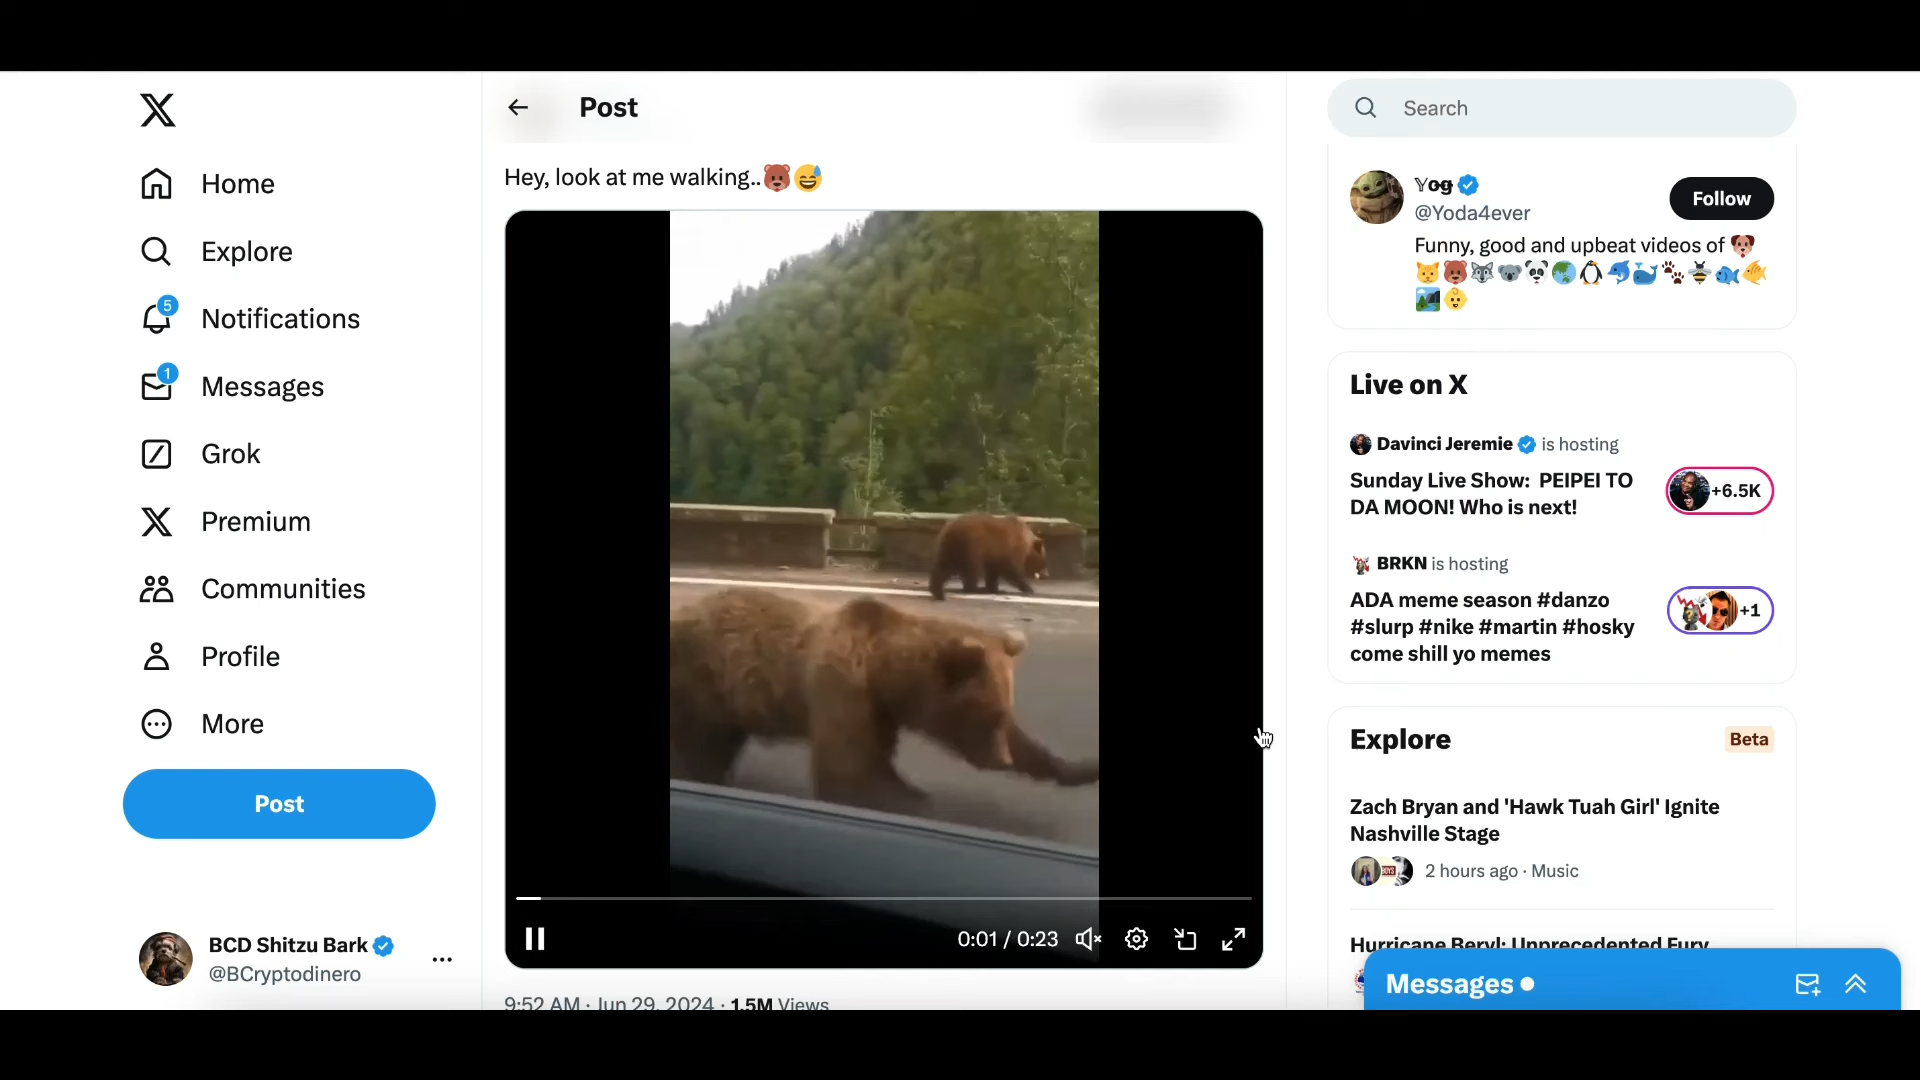 Home
Explore
5
Notifications
1
Messages
Grok
Premium
Communities
Profile
More
Post
BCD Shitzu Bark
@BCryptodinero
Post
Hey, look at me walking..🐻😅
0:01 / 0:23
9:52 AM · Jun 29, 2024 · 1.5M Views
Search
Yog
@Yoda4ever
Follow
Funny, good and upbeat videos of 🐶
🐱🐻🐺🐨🐼🌎🐧🐬🐳🐾🐝🐟🐠
🏞️👶
Live on X
Davinci Jeremie is hosting
Sunday Live Show: PEIPEI TO
DA MOON! Who is next!
+6.5K
BRKN is hosting
ADA meme season #danzo
#slurp #nike #martin #hosky
come shill yo memes
+1
Explore
Beta
Zach Bryan and 'Hawk Tuah Girl' Ignite
Nashville Stage
2 hours ago · Music
Hurricane Beryl: Unprecedented Fury
Messages